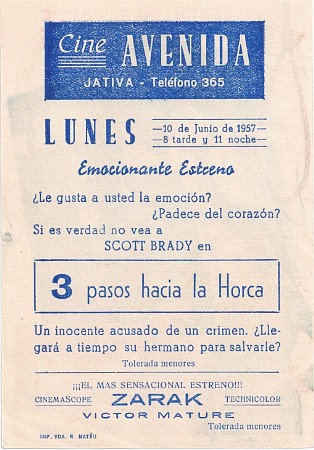 Cine AVENIDA
JATIVA - Teléfono 365
LUNES
—10 de Junio de 1957—
—8 tarde y 11 noche—
Emocionante Estreno
¿Le gusta a usted la emoción?
¿Padece del corazón?
Si es verdad no vea a
SCOTT BRADY en
3 pasos hacia la Horca
Un inocente acusado de un crimen. ¿Lle-
gará a tiempo su hermano para salvarle?
Tolerada menores
¡¡¡EL MAS SENSACIONAL ESTRENO!!!
CINEMASCOPE ZARAK TECHNICOLOR
VICTOR MATURE
Tolerada menores
IMP. VDA. R. MATÉU